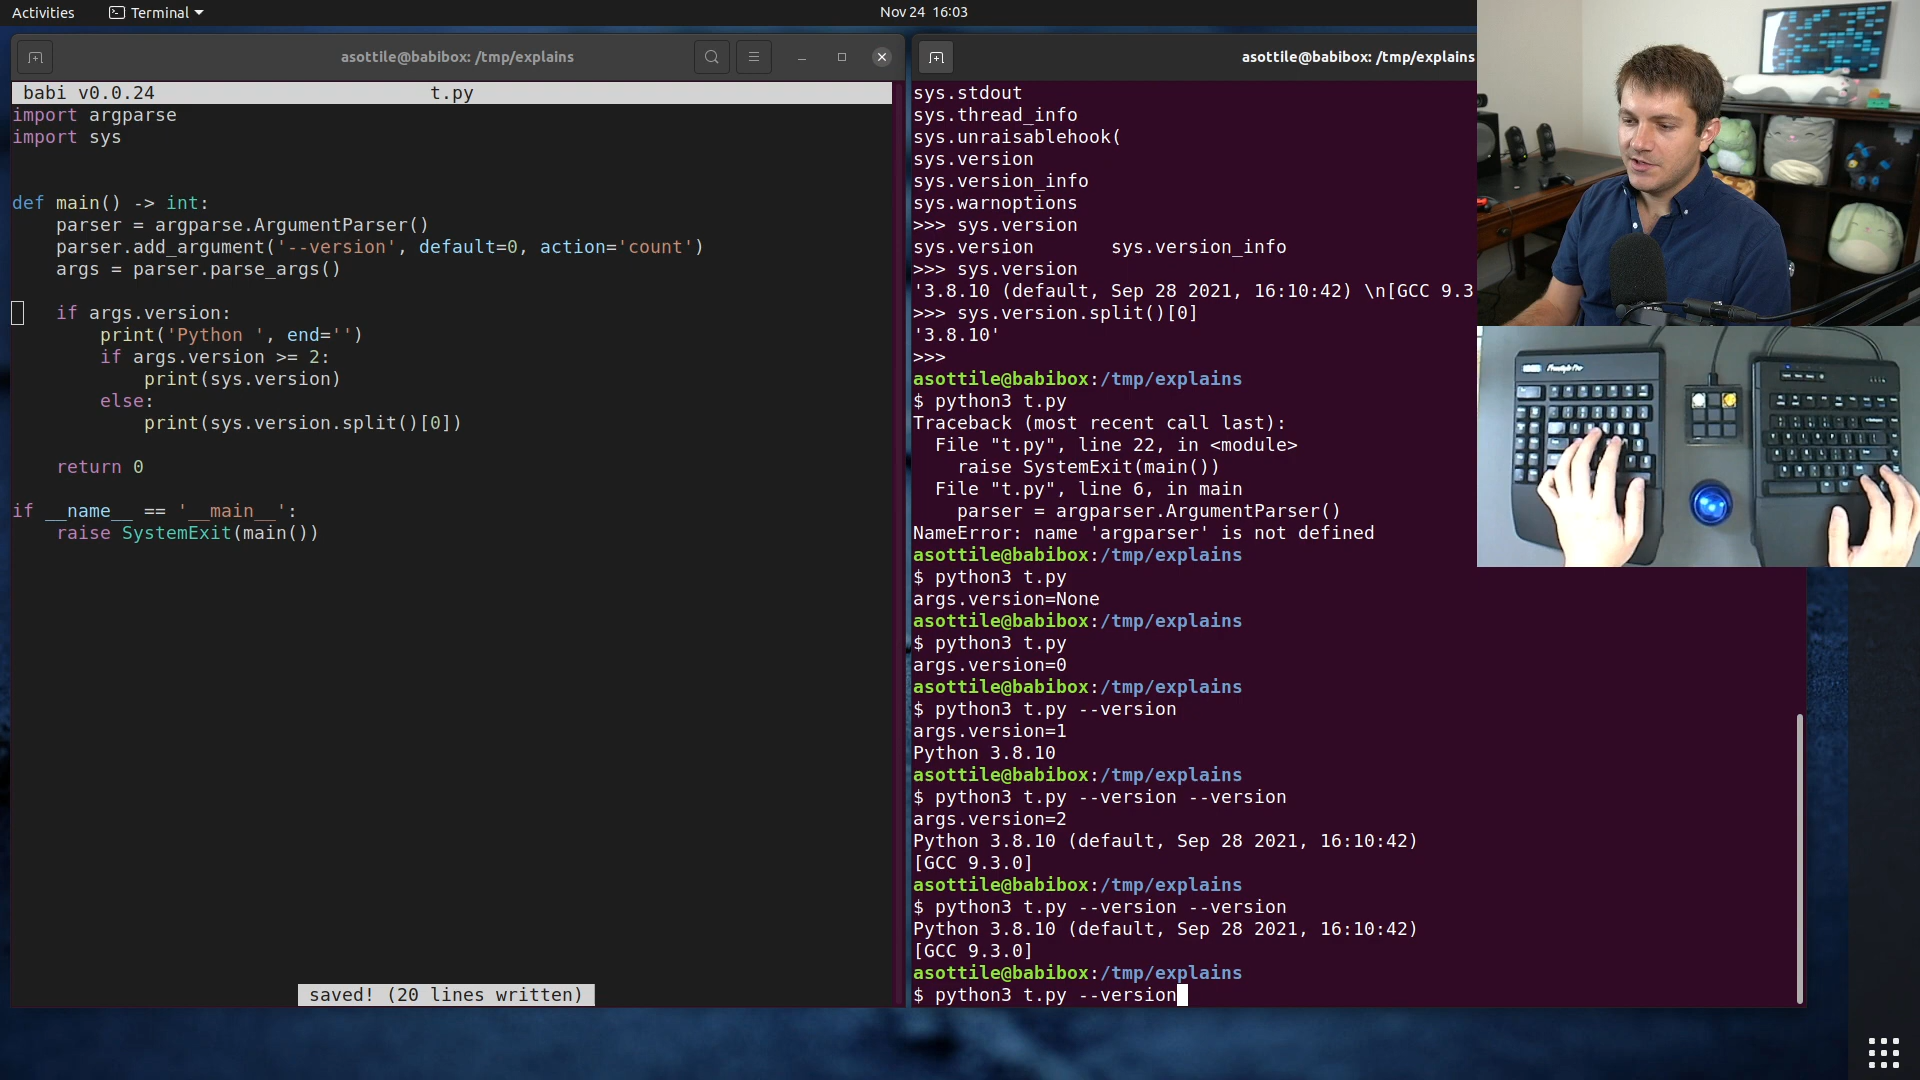 Activities
Terminal
Nov 24 16:03
asottile@babibox: /tmp/explains
babi v0.0.24 t.py
import argparse
import sys
def main() -> int:
parser = argparse.ArgumentParser()
parser.add_argument('--version', default=0, action='count')
args = parser.parse_args()
if args.version:
print('Python ', end='')
if args.version >= 2:
print(sys.version)
else:
print(sys.version.split()[0])
return 0
if __name__ == '__main__':
raise SystemExit(main())
saved! (20 lines written)
asottile@babibox: /tmp/explains
sys.stdout
sys.thread_info
sys.unraisablehook(
sys.version
sys.version_info
sys.warnoptions
>>> sys.version
sys.version sys.version_info
>>> sys.version
'3.8.10 (default, Sep 28 2021, 16:10:42) \n[GCC 9.3
>>> sys.version.split()[0]
'3.8.10'
>>>
asottile@babibox:/tmp/explains
$ python3 t.py
Traceback (most recent call last):
File "t.py", line 22, in <module>
raise SystemExit(main())
File "t.py", line 6, in main
parser = argparser.ArgumentParser()
NameError: name 'argparser' is not defined
asottile@babibox:/tmp/explains
$ python3 t.py
args.version=None
asottile@babibox:/tmp/explains
$ python3 t.py
args.version=0
asottile@babibox:/tmp/explains
$ python3 t.py --version
args.version=1
Python 3.8.10
asottile@babibox:/tmp/explains
$ python3 t.py --version --version
args.version=2
Python 3.8.10 (default, Sep 28 2021, 16:10:42)
[GCC 9.3.0]
asottile@babibox:/tmp/explains
$ python3 t.py --version --version
Python 3.8.10 (default, Sep 28 2021, 16:10:42)
[GCC 9.3.0]
asottile@babibox:/tmp/explains
$ python3 t.py --version
Freestyle Pro